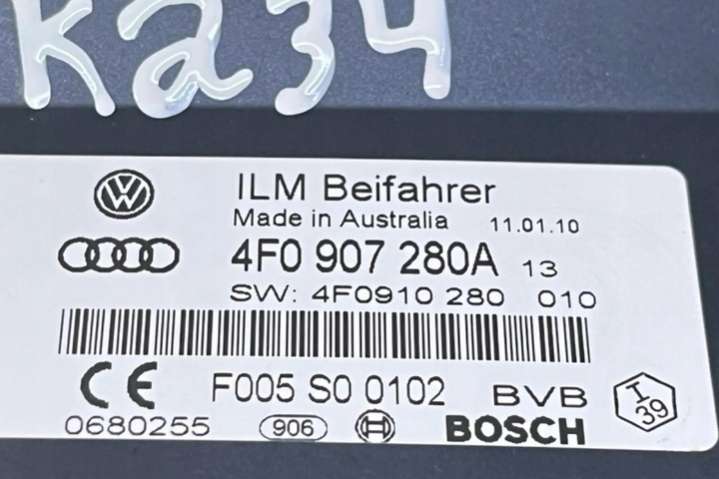 Ka34
ILM Beifahrer
Made in Australia 11.01.10
4F0 907 280A 13
SW: 4F0910 280 010
CE F005 S0 0102 BVB I 39
0680255 906 BOSCH